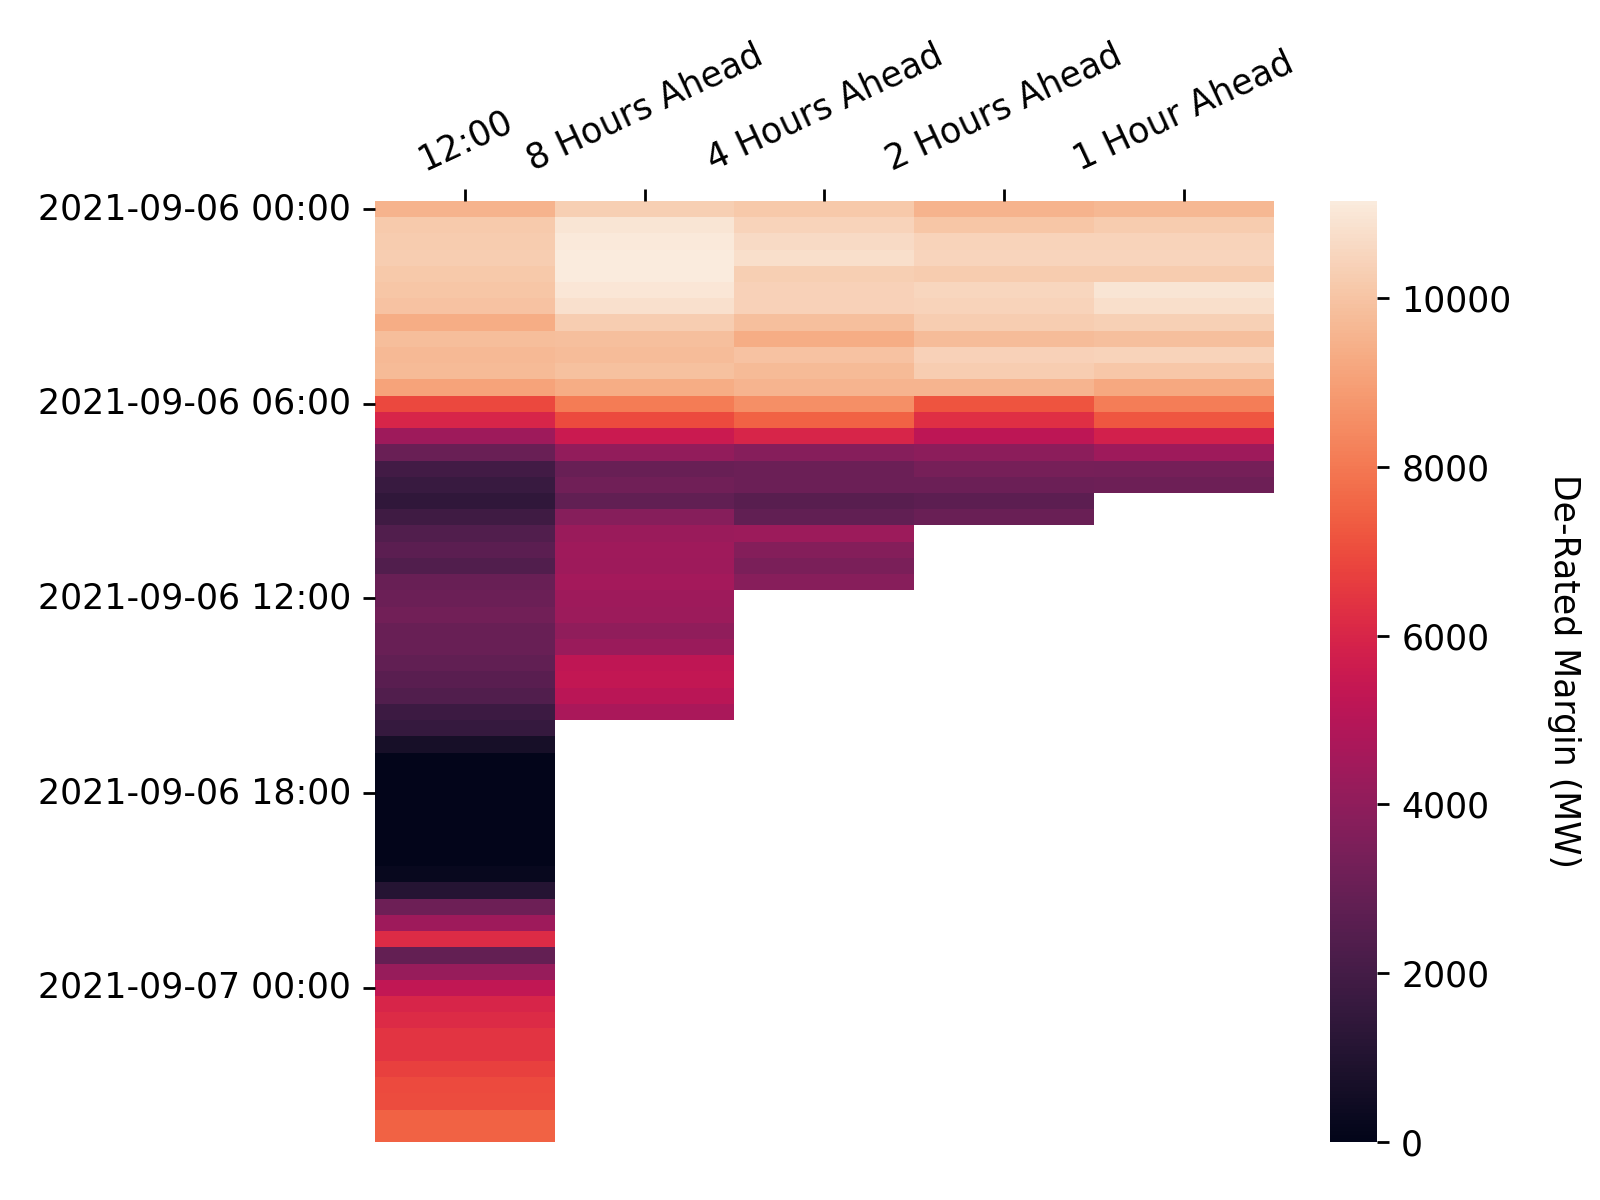 12:00
8 Hours Ahead
4 Hours Ahead
2 Hours Ahead
1 Hour Ahead
2021-09-06 00:00
2021-09-06 06:00
2021-09-06 12:00
2021-09-06 18:00
2021-09-07 00:00
10000
8000
6000
4000
2000
0
De-Rated Margin (MW)